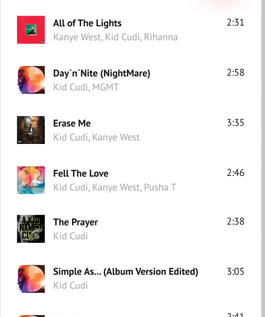 All of The Lights 2:31
Kanye West, Kid Cudi, Rihanna
Day`n`Nite (NightMare) 2:58
Kid Cudi, MGMT
Erase Me 3:35
Kid Cudi, Kanye West
Fell The Love 2:46
Kid Cudi, Kanye West, Pusha T
The Prayer 2:38
Kid Cudi
Simple As... (Album Version Edited) 3:05
Kid Cudi